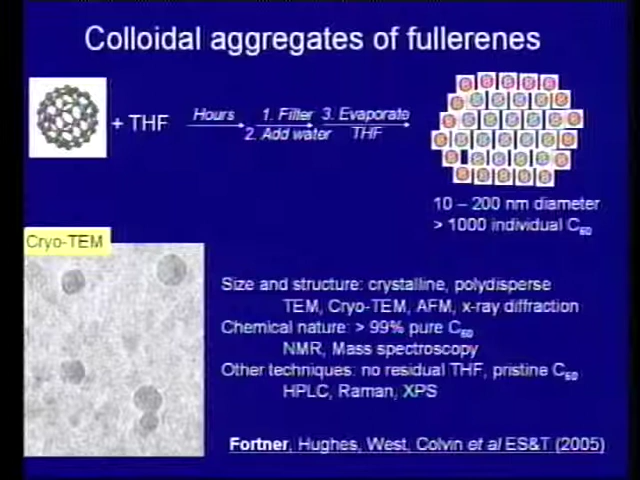 Colloidal aggregates of fullerenes
+ THF
Hours
1. Filter
3. Evaporate
2. Add water
THF
10 – 200 nm diameter
> 1000 individual C60
Cryo-TEM
Size and structure: crystalline, polydisperse
TEM, Cryo-TEM, AFM, x-ray diffraction
Chemical nature: > 99% pure C60
NMR, Mass spectroscopy
Other techniques: no residual THF, pristine C60
HPLC, Raman, XPS
Fortner, Hughes, West, Colvin et al ES&T (2005)